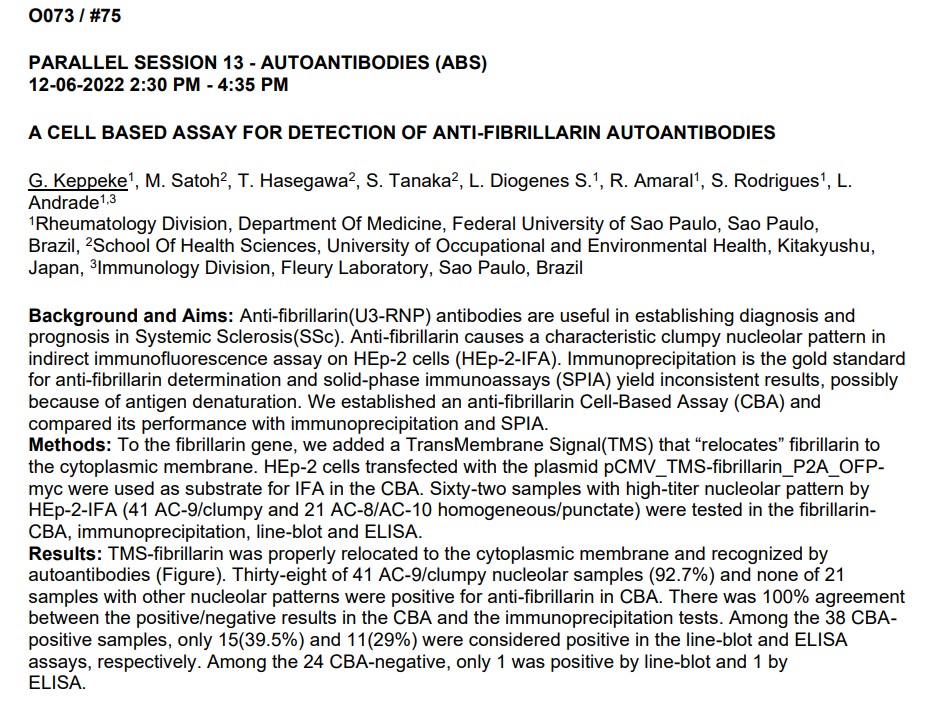 O073 / #75
PARALLEL SESSION 13 - AUTOANTIBODIES (ABS)
12-06-2022 2:30 PM - 4:35 PM
A CELL BASED ASSAY FOR DETECTION OF ANTI-FIBRILLARIN AUTOANTIBODIES
G. Keppeke¹, M. Satoh², T. Hasegawa², S. Tanaka², L. Diogenes S.¹, R. Amaral¹, S. Rodrigues¹, L.
Andrade¹,³
¹Rheumatology Division, Department Of Medicine, Federal University of Sao Paulo, Sao Paulo,
Brazil, ²School Of Health Sciences, University of Occupational and Environmental Health, Kitakyushu,
Japan, ³Immunology Division, Fleury Laboratory, Sao Paulo, Brazil
Background and Aims: Anti-fibrillarin(U3-RNP) antibodies are useful in establishing diagnosis and
prognosis in Systemic Sclerosis(SSc). Anti-fibrillarin causes a characteristic clumpy nucleolar pattern in
indirect immunofluorescence assay on HEp-2 cells (HEp-2-IFA). Immunoprecipitation is the gold standard
for anti-fibrillarin determination and solid-phase immunoassays (SPIA) yield inconsistent results, possibly
because of antigen denaturation. We established an anti-fibrillarin Cell-Based Assay (CBA) and
compared its performance with immunoprecipitation and SPIA.
Methods: To the fibrillarin gene, we added a TransMembrane Signal(TMS) that “relocates” fibrillarin to
the cytoplasmic membrane. HEp-2 cells transfected with the plasmid pCMV_TMS-fibrillarin_P2A_OFP-
myc were used as substrate for IFA in the CBA. Sixty-two samples with high-titer nucleolar pattern by
HEp-2-IFA (41 AC-9/clumpy and 21 AC-8/AC-10 homogeneous/punctate) were tested in the fibrillarin-
CBA, immunoprecipitation, line-blot and ELISA.
Results: TMS-fibrillarin was properly relocated to the cytoplasmic membrane and recognized by
autoantibodies (Figure). Thirty-eight of 41 AC-9/clumpy nucleolar samples (92.7%) and none of 21
samples with other nucleolar patterns were positive for anti-fibrillarin in CBA. There was 100% agreement
between the positive/negative results in the CBA and the immunoprecipitation tests. Among the 38 CBA-
positive samples, only 15(39.5%) and 11(29%) were considered positive in the line-blot and ELISA
assays, respectively. Among the 24 CBA-negative, only 1 was positive by line-blot and 1 by
ELISA.